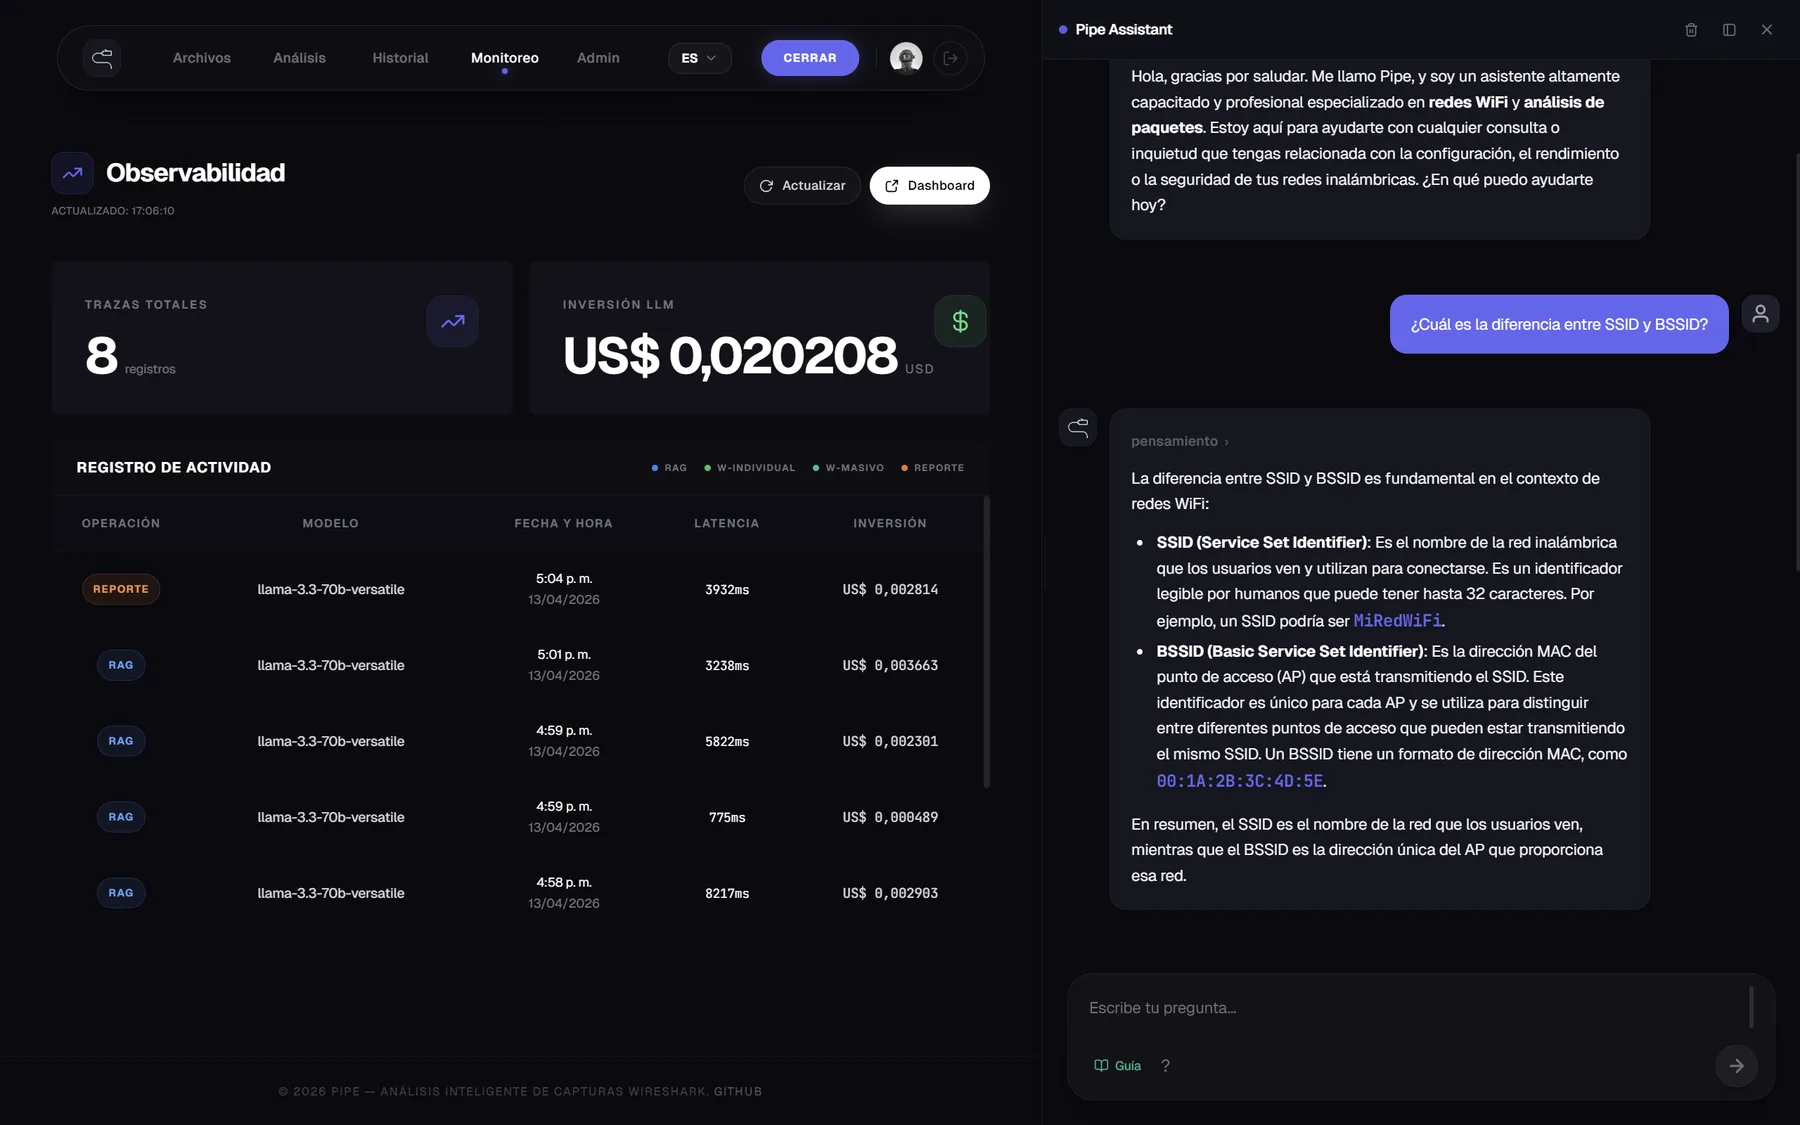 Archivos
Análisis
Historial
Monitoreo
Admin
ES
CERRAR
Observabilidad
ACTUALIZADO: 17:06:10
Actualizar
Dashboard
TRAZAS TOTALES
8 registros
INVERSIÓN LLM
US$ 0,020208 USD
$
REGISTRO DE ACTIVIDAD
RAG
W-INDIVIDUAL
W-MASIVO
REPORTE
OPERACIÓN MODELO FECHA Y HORA LATENCIA INVERSIÓN
REPORTE llama-3.3-70b-versatile 5:04 p. m. 3932ms US$ 0,002814
13/04/2026
RAG llama-3.3-70b-versatile 5:01 p. m. 3238ms US$ 0,003663
13/04/2026
RAG llama-3.3-70b-versatile 4:59 p. m. 5822ms US$ 0,002301
13/04/2026
RAG llama-3.3-70b-versatile 4:59 p. m. 775ms US$ 0,000489
13/04/2026
RAG llama-3.3-70b-versatile 4:58 p. m. 8217ms US$ 0,002903
13/04/2026
© 2026 PIPE — ANÁLISIS INTELIGENTE DE CAPTURAS WIRESHARK. GITHUB
Pipe Assistant
Hola, gracias por saludar. Me llamo Pipe, y soy un asistente altamente
capacitado y profesional especializado en redes WiFi y análisis de
paquetes. Estoy aquí para ayudarte con cualquier consulta o
inquietud que tengas relacionada con la configuración, el rendimiento
o la seguridad de tus redes inalámbricas. ¿En qué puedo ayudarte
hoy?
¿Cuál es la diferencia entre SSID y BSSID?
pensamiento ›
La diferencia entre SSID y BSSID es fundamental en el contexto de
redes WiFi:
• SSID (Service Set Identifier): Es el nombre de la red inalámbrica
que los usuarios ven y utilizan para conectarse. Es un identificador
legible por humanos que puede tener hasta 32 caracteres. Por
ejemplo, un SSID podría ser MiRedWiFi.
• BSSID (Basic Service Set Identifier): Es la dirección MAC del
punto de acceso (AP) que está transmitiendo el SSID. Este
identificador es único para cada AP y se utiliza para distinguir
entre diferentes puntos de acceso que pueden estar transmitiendo
el mismo SSID. Un BSSID tiene un formato de dirección MAC, como
00:1A:2B:3C:4D:5E.
En resumen, el SSID es el nombre de la red que los usuarios ven,
mientras que el BSSID es la dirección única del AP que proporciona
esa red.
Escribe tu pregunta...
Guía
?